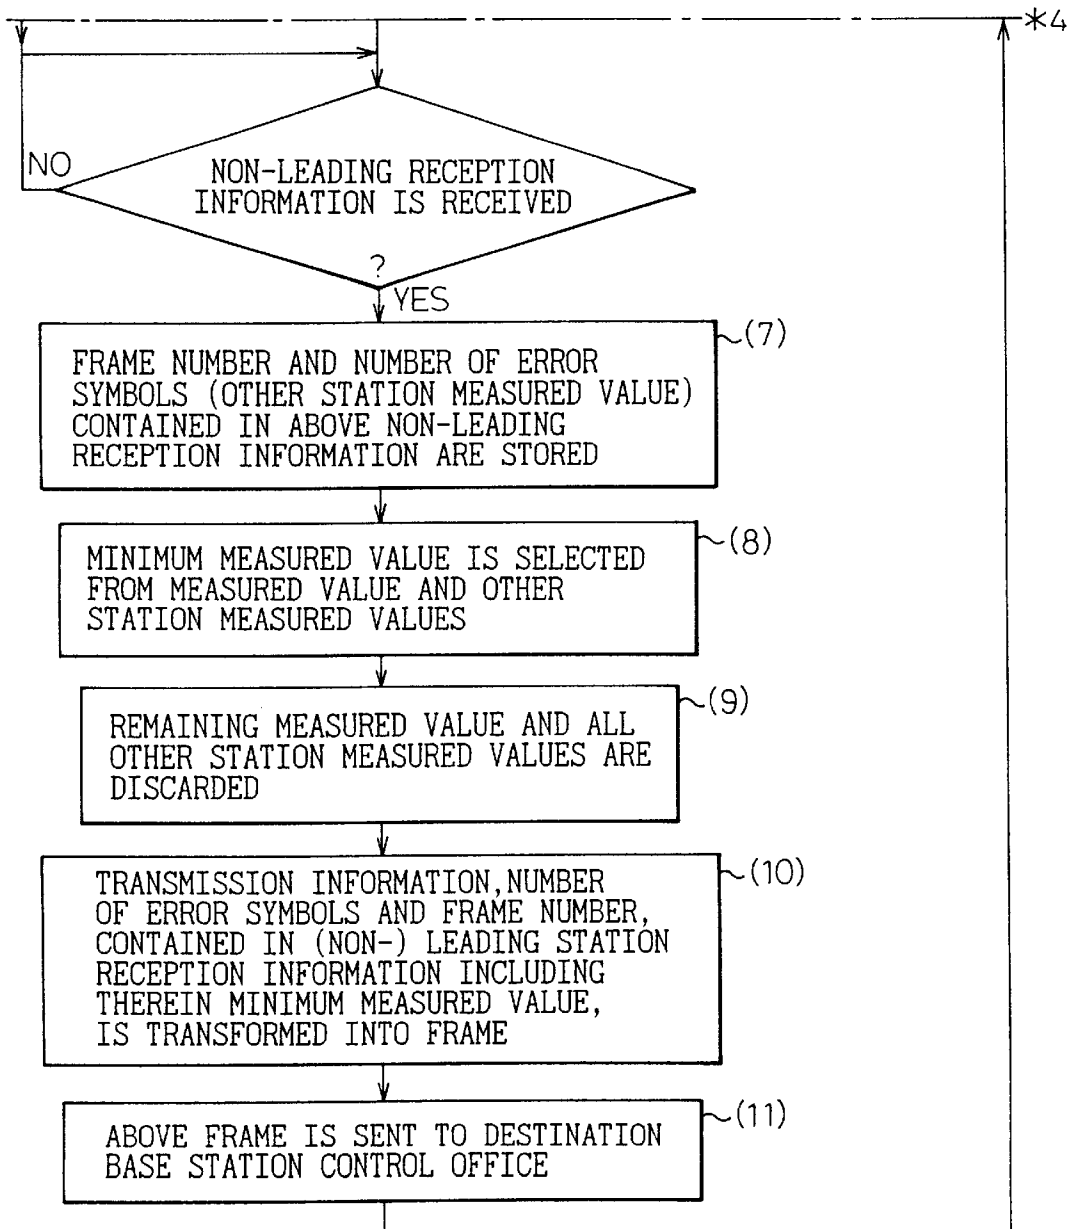 *4
NO
NON-LEADING RECEPTION
INFORMATION IS RECEIVED
?
YES
(7)
FRAME NUMBER AND NUMBER OF ERROR
SYMBOLS (OTHER STATION MEASURED VALUE)
CONTAINED IN ABOVE NON-LEADING
RECEPTION INFORMATION ARE STORED
(8)
MINIMUM MEASURED VALUE IS SELECTED
FROM MEASURED VALUE AND OTHER
STATION MEASURED VALUES
(9)
REMAINING MEASURED VALUE AND ALL
OTHER STATION MEASURED VALUES ARE
DISCARDED
(10)
TRANSMISSION INFORMATION, NUMBER
OF ERROR SYMBOLS AND FRAME NUMBER,
CONTAINED IN (NON-) LEADING STATION
RECEPTION INFORMATION INCLUDING
THEREIN MINIMUM MEASURED VALUE,
IS TRANSFORMED INTO FRAME
(11)
ABOVE FRAME IS SENT TO DESTINATION
BASE STATION CONTROL OFFICE